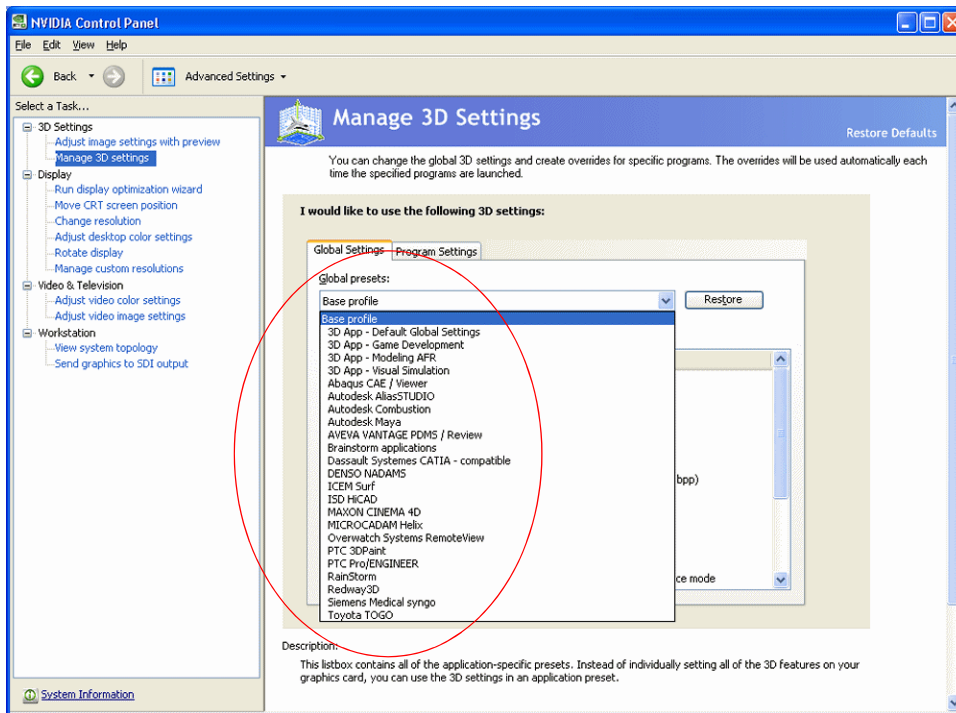 NVIDIA Control Panel
File Edit View Help
Back Advanced Settings
Select a Task...
3D Settings
Adjust image settings with preview
Manage 3D settings
Display
Run display optimization wizard
Move CRT screen position
Change resolution
Adjust desktop color settings
Rotate display
Manage custom resolutions
Video & Television
Adjust video color settings
Adjust video image settings
Workstation
View system topology
Send graphics to SDI output
System Information
Manage 3D Settings
Restore Defaults
You can change the global 3D settings and create overrides for specific programs. The overrides will be used automatically each
time the specified programs are launched.
I would like to use the following 3D settings:
Global Settings Program Settings
Global presets:
Base profile Restore
Base profile
3D App - Default Global Settings
3D App - Game Development
3D App - Modeling AFR
3D App - Visual Simulation
Abaqus CAE / Viewer
Autodesk AliasSTUDIO
Autodesk Combustion
Autodesk Maya
AVEVA VANTAGE PDMS / Review
Brainstorm applications
Dassault Systemes CATIA - compatible
DENSO NADAMS
ICEM Surf
bpp)
ISD HiCAD
MAXON CINEMA 4D
MICROCADAM Helix
Overwatch Systems RemoteView
PTC 3DPaint
PTC Pro/ENGINEER
RainStorm
ce mode
Redway3D
Siemens Medical syngo
Toyota TOGO
Description:
This listbox contains all of the application-specific presets. Instead of individually setting all of the 3D features on your
graphics card, you can use the 3D settings in an application preset.